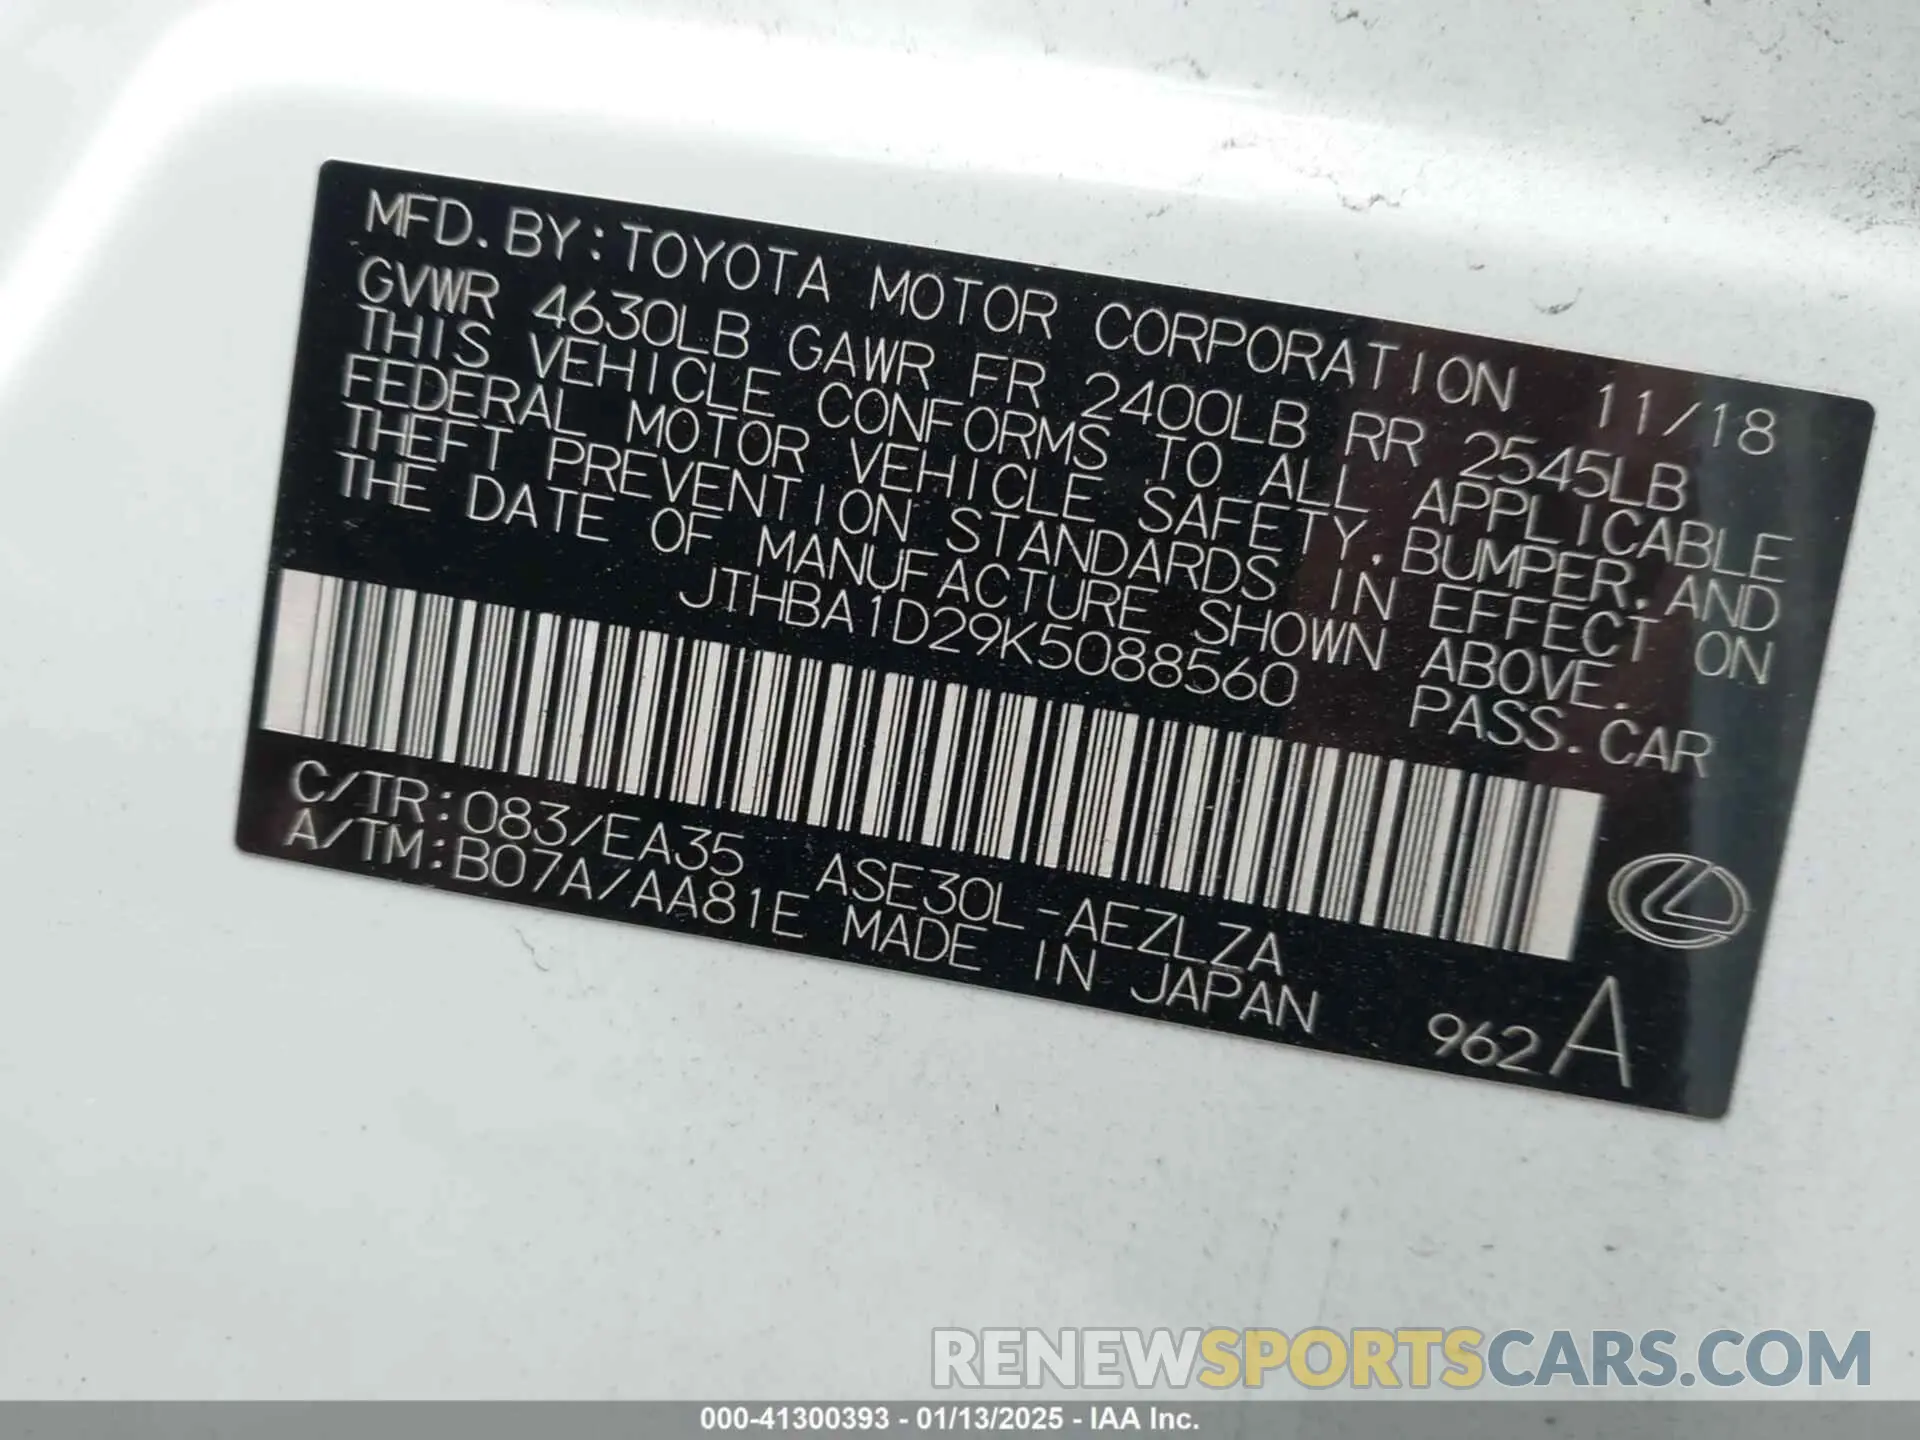 MFD.BY:TOYOTA MOTOR CORPORATION 11/18
GVWR 4630LB GAWR FR 2400LB RR 2545LB
THIS VEHICLE CONFORMS TO ALL APPLICABLE
FEDERAL MOTOR VEHICLE SAFETY,BUMPER,AND
THEFT PREVENTION STANDARDS IN EFFECT ON
THE DATE OF MANUFACTURE SHOWN ABOVE.
JTHBA1D29K5088560 PASS.CAR
C/TR:083/EA35 ASE30L-AEZLZA
A/TM:B07A/AA81E MADE IN JAPAN
962 A
RENEWSPORTSCARS.COM
000-41300393 - 01/13/2025 - IAA Inc.